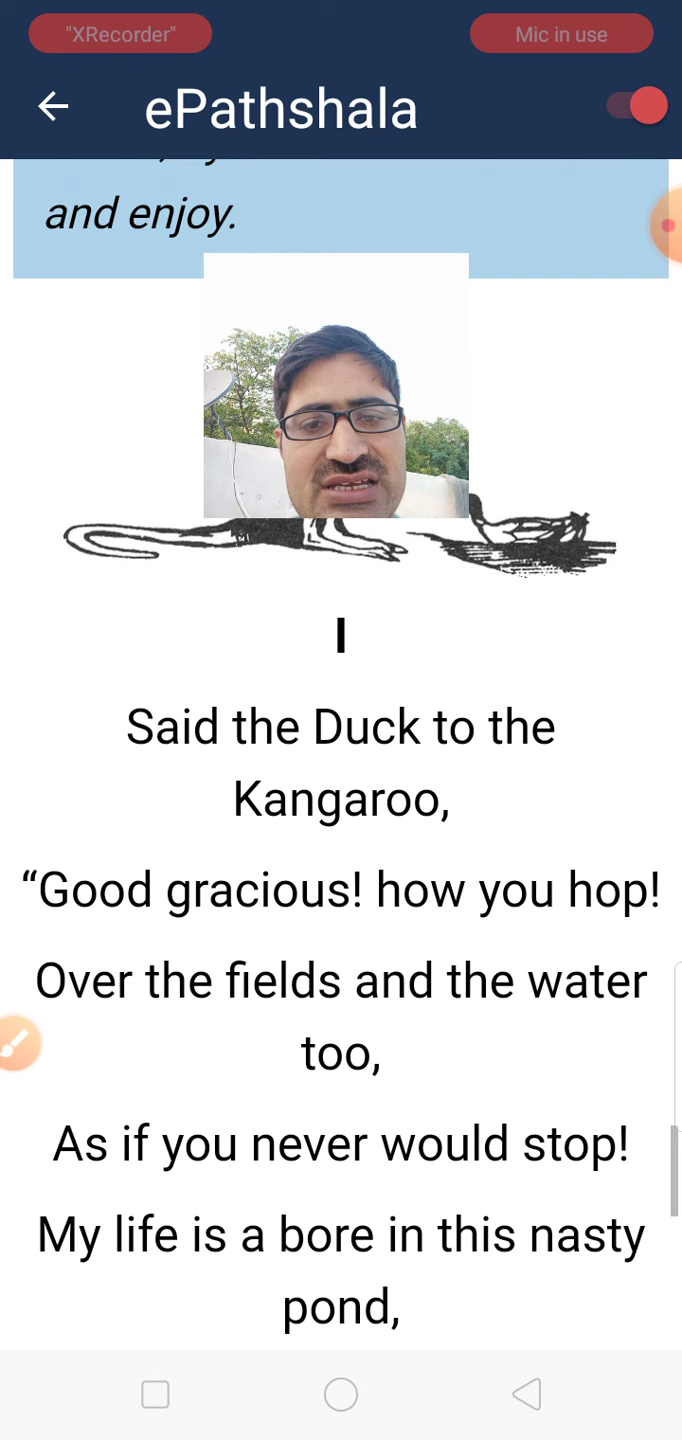 "XRecorder"
Mic in use
ePathshala
and enjoy.
I
Said the Duck to the
Kangaroo,
“Good gracious! how you hop!
Over the fields and the water
too,
As if you never would stop!
My life is a bore in this nasty
pond,